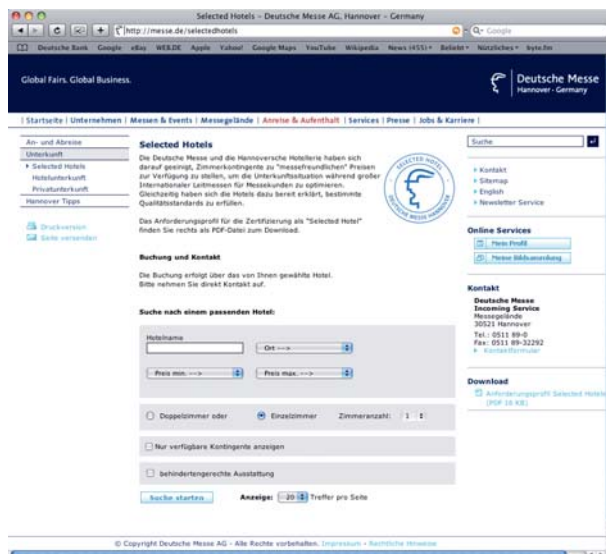 Selected Hotels – Deutsche Messe AG, Hannover – Germany
http://messe.de/selectedhotels
Google
Deutsche Bank Google eBay WEB.DE Apple Yahoo! Google Maps YouTube Wikipedia News (455) Beliebt Nützliches byte.fm
Global Fairs. Global Business.
Deutsche Messe
Hannover · Germany
| Startseite | Unternehmen | Messen & Events | Messegelände | Anreise & Aufenthalt | Services | Presse | Jobs & Karriere |
An- und Abreise
Unterkunft
Selected Hotels
Hotelunterkunft
Privatunterkunft
Hannover Tipps
Druckversion
Seite versenden
Selected Hotels
Die Deutsche Messe und die Hannoversche Hotellerie haben sich
darauf geeinigt, Zimmerkontingente zu "messefreundlichen" Preisen
zur Verfügung zu stellen, um die Unterkunftssituation während großer
Internationaler Leitmessen für Messekunden zu optimieren.
Gleichzeitig haben sich die Hotels dazu bereit erklärt, bestimmte
Qualitätsstandards zu erfüllen.
SELECTED HOTEL
DEUTSCHE MESSE HANNOVER
Das Anforderungsprofil für die Zertifizierung als "Selected Hotel"
finden Sie rechts als PDF-Datei zum Download.
Buchung und Kontakt
Die Buchung erfolgt über das von Ihnen gewählte Hotel.
Bitte nehmen Sie direkt Kontakt auf.
Suche nach einem passenden Hotel:
Hotelname
Ort --->
Preis min. --->
Preis max. --->
Doppelzimmer oder
Einzelzimmer
Zimmeranzahl: 1
Nur verfügbare Kontingente anzeigen
behindertengerechte Ausstattung
Suche starten
Anzeige: 20 Treffer pro Seite
Suche
Kontakt
Sitemap
English
Newsletter Service
Online Services
Mein Profil
Meine Bildsammlung
Kontakt
Deutsche Messe
Incoming Service
Messegelände
30521 Hannover
Tel.: 0511 89-0
Fax: 0511 89-32292
Kontaktformular
Download
Anforderungsprofil Selected Hotels
(PDF 18 KB)
© Copyright Deutsche Messe AG - Alle Rechte vorbehalten. Impressum - Rechtliche Hinweise